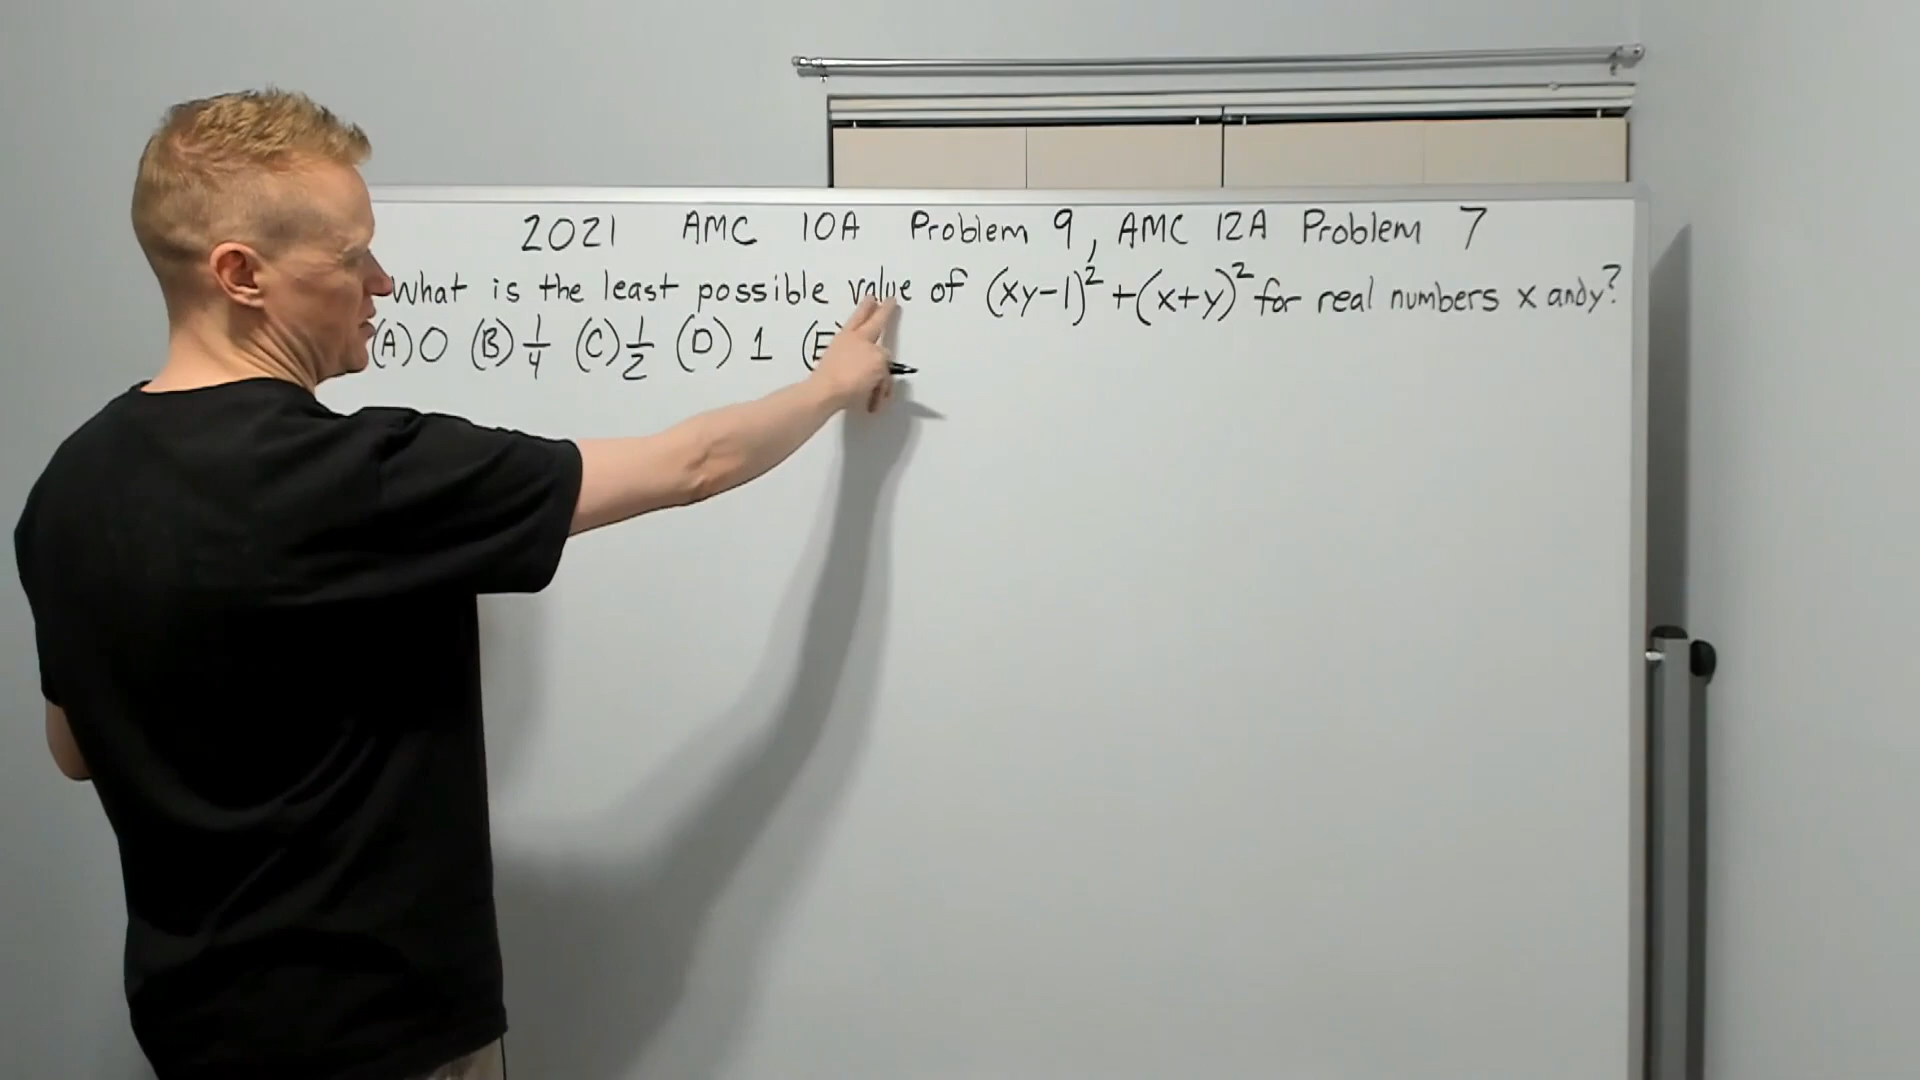 2021 AMC 10A Problem 9, AMC 12A Problem 7
What is the least possible value of (xy-1)² + (x+y)² for real numbers x and y?
(A) 0 (B) 1/4 (C) 1/2 (D) 1 (E)